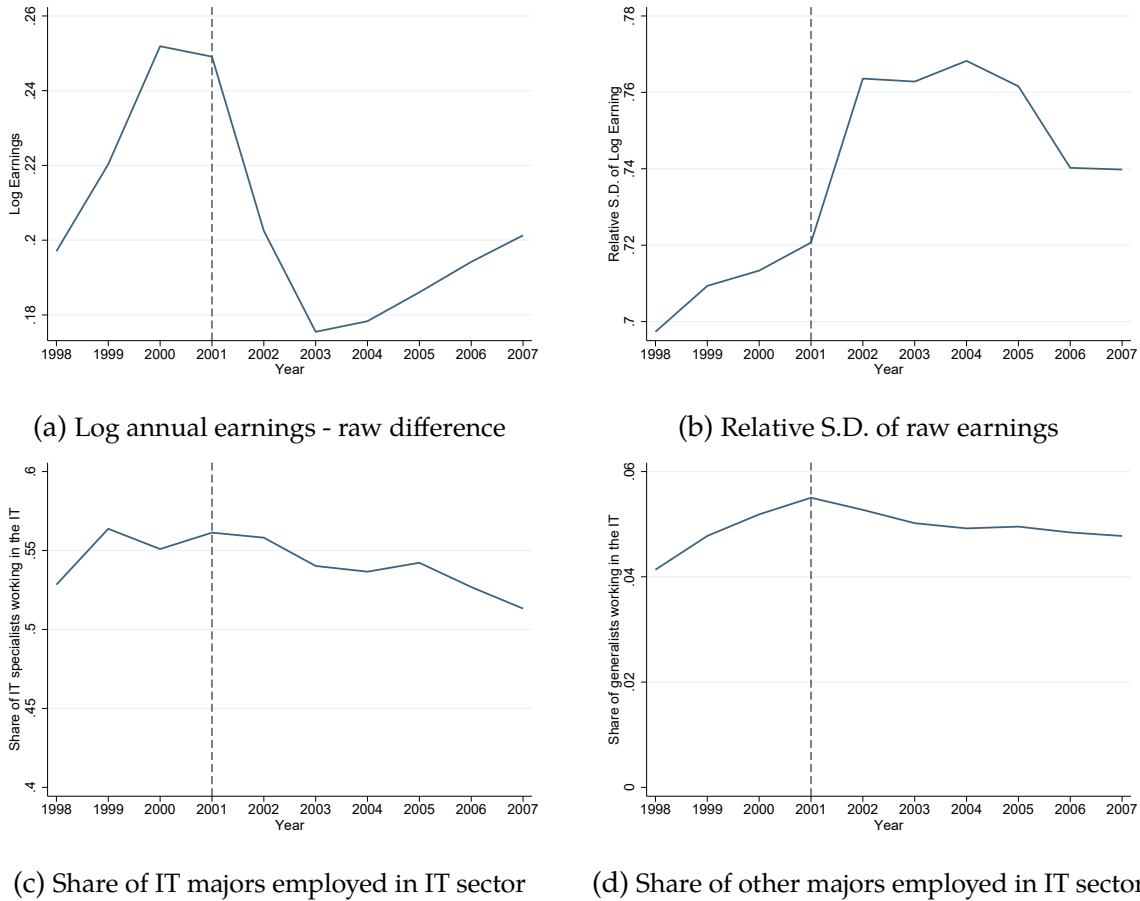 .26
.24
.22
.2
.18
Log Earnings
1998 1999 2000 2001 2002 2003 2004 2005 2006 2007
Year
(a) Log annual earnings - raw difference
.78
.76
.74
.72
.7
Relative S.D. of Log Earning
1998 1999 2000 2001 2002 2003 2004 2005 2006 2007
Year
(b) Relative S.D. of raw earnings
.6
.55
.5
.45
.4
Share of IT specialists working in the IT
1998 1999 2000 2001 2002 2003 2004 2005 2006 2007
Year
(c) Share of IT majors employed in IT sector
.06
.04
.02
0
Share of generalists working in the IT
1998 1999 2000 2001 2002 2003 2004 2005 2006 2007
Year
(d) Share of other majors employed in IT sector